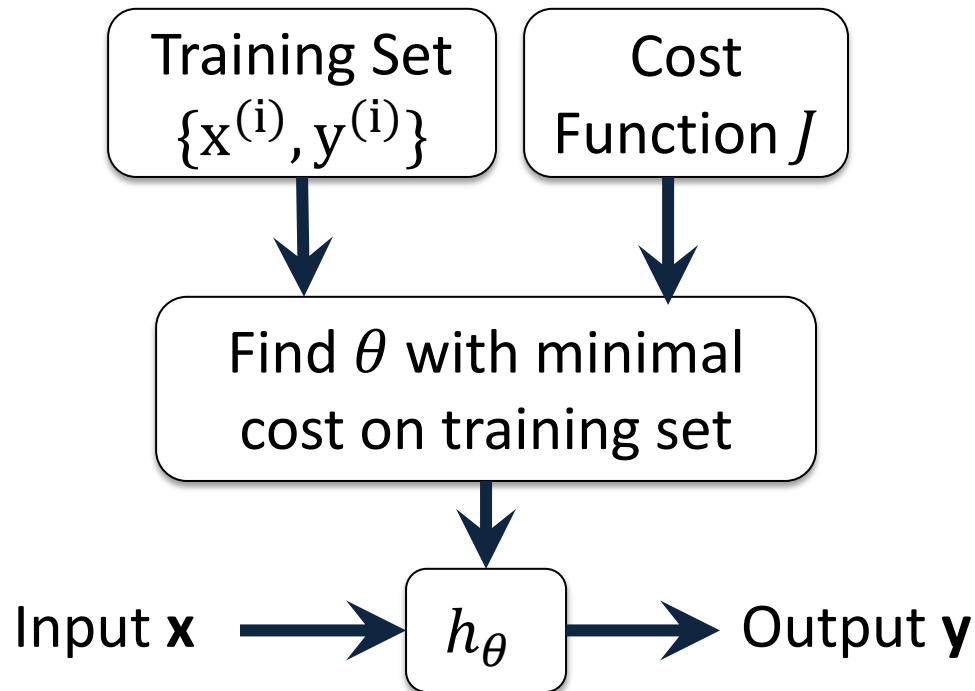 Training Set
{x⁽ⁱ⁾, y⁽ⁱ⁾}
Cost
Function J
Find θ with minimal
cost on training set
Input x
h_θ
Output y